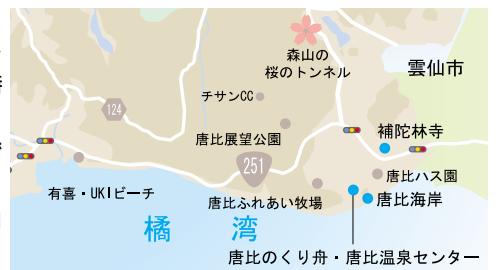 森山の
桜のトンネル
雲仙市
チサンCC
124
補陀林寺
唐比展望公園
251
唐比ハス園
有喜・UKIビーチ
唐比ふれあい牧場
唐比海岸
橘 湾
唐比のくり舟・唐比温泉センター